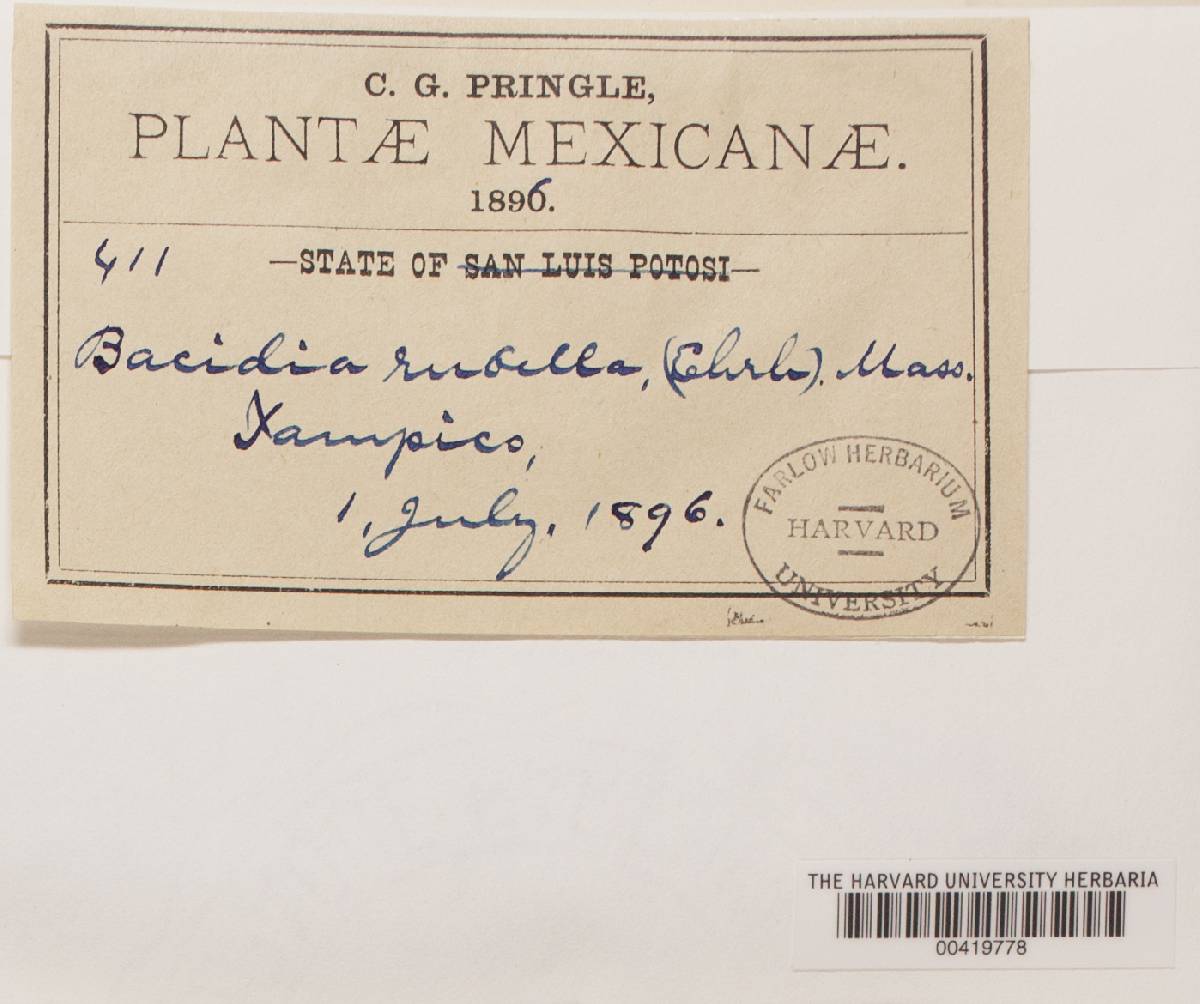 C. G. PRINGLE,
PLANTÆ MEXICANÆ.
1896.
411 —STATE OF SAN LUIS POTOSI—
Bacidia rubella, (Ehrh). Mass.
Tampico,
1, July, 1896.
FARLOW HERBARIUM
HARVARD
UNIVERSITY
THE HARVARD UNIVERSITY HERBARIA
00419778